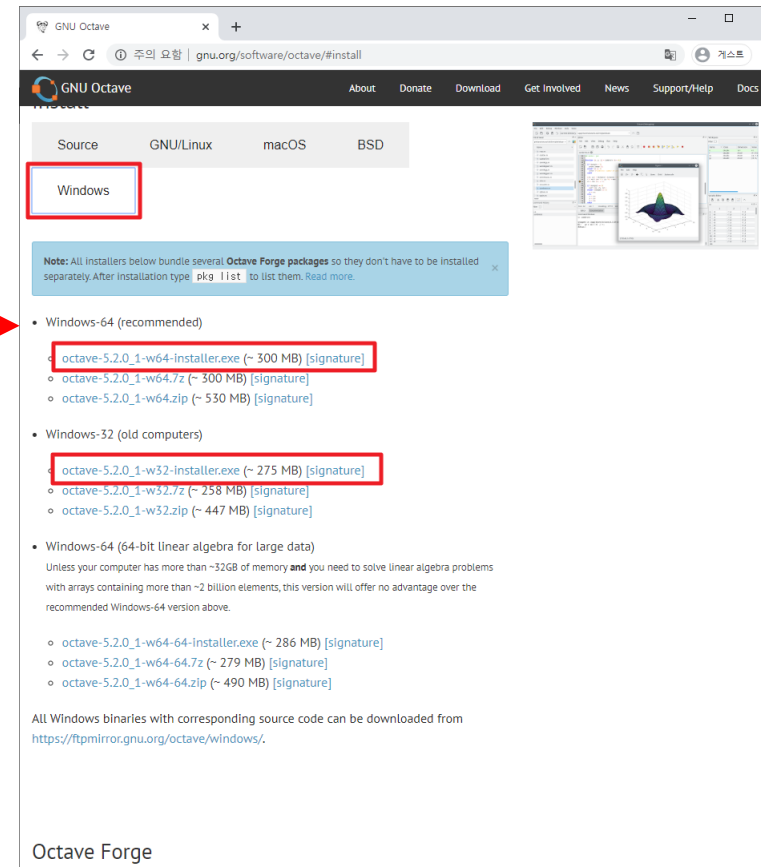 GNU Octave
주의 요함 | gnu.org/software/octave/#install
게스트
GNU Octave
About Donate Download Get Involved News Support/Help Docs
Install
Source GNU/Linux macOS BSD
Windows
Note: All installers below bundle several Octave Forge packages so they don't have to be installed
separately. After installation type pkg list to list them. Read more.
• Windows-64 (recommended)
octave-5.2.0_1-w64-installer.exe (~ 300 MB) [signature]
octave-5.2.0_1-w64.7z (~ 300 MB) [signature]
octave-5.2.0_1-w64.zip (~ 530 MB) [signature]
• Windows-32 (old computers)
octave-5.2.0_1-w32-installer.exe (~ 275 MB) [signature]
octave-5.2.0_1-w32.7z (~ 258 MB) [signature]
octave-5.2.0_1-w32.zip (~ 447 MB) [signature]
• Windows-64 (64-bit linear algebra for large data)
Unless your computer has more than ~32GB of memory and you need to solve linear algebra problems
with arrays containing more than ~2 billion elements, this version will offer no advantage over the
recommended Windows-64 version above.
octave-5.2.0_1-w64-64-installer.exe (~ 286 MB) [signature]
octave-5.2.0_1-w64-64.7z (~ 279 MB) [signature]
octave-5.2.0_1-w64-64.zip (~ 490 MB) [signature]
All Windows binaries with corresponding source code can be downloaded from
https://ftpmirror.gnu.org/octave/windows/.
Octave Forge